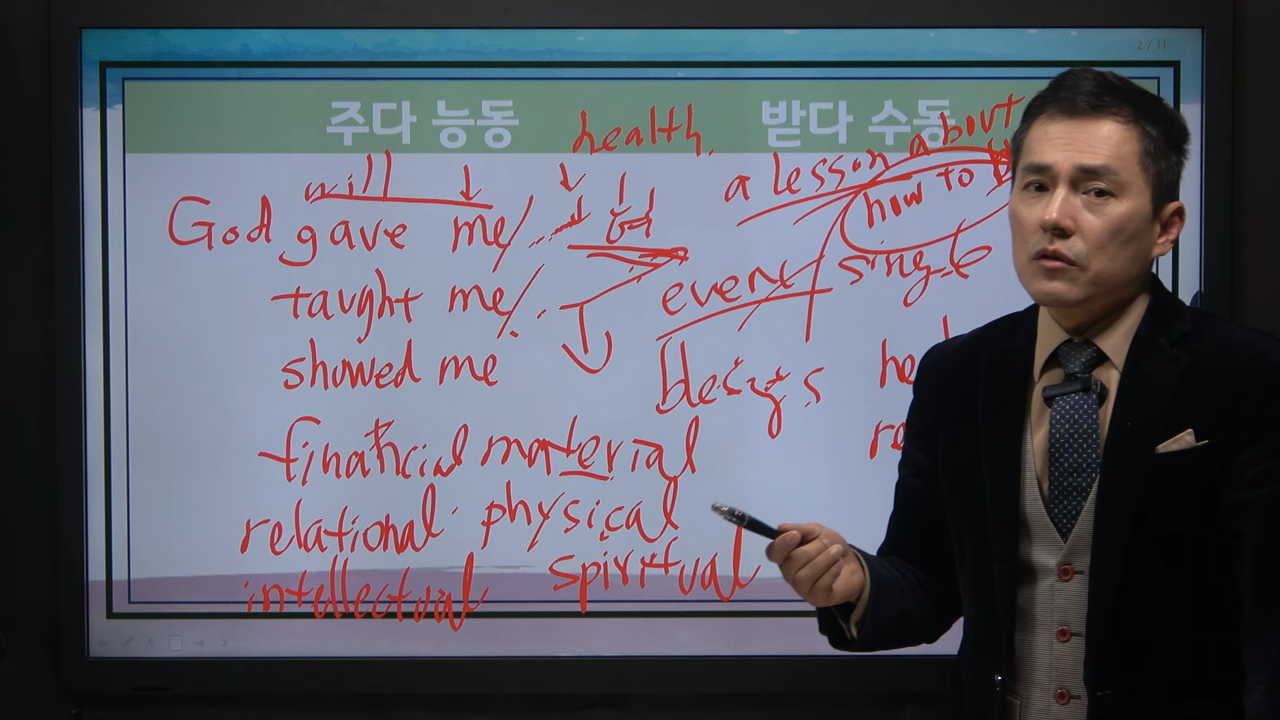 2 / 11
주다 능동 받다 수동
health.
a lesson about
will
how to
God gave me/
every single
taught me/
showed me
financial material
relational physical
intellectual spiritual